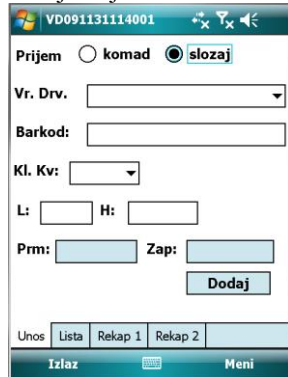 VD091131114001
Prijem komad slozaj
Vr. Drv.
Barkod:
Kl. Kv:
L: H:
Prm: Zap:
Dodaj
Unos Lista Rekap 1 Rekap 2
Izlaz Meni